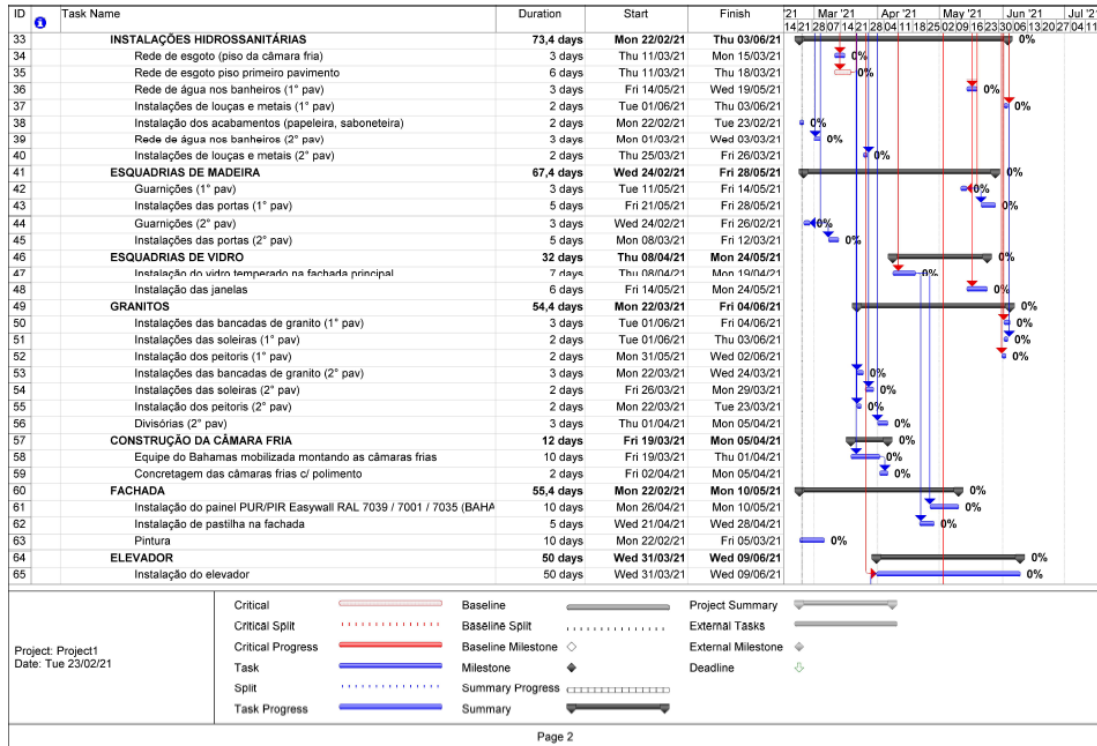 ID Task Name Duration Start Finish '21 Mar '21 Apr '21 May '21 Jun '21 Jul '21
14 21 28 07 14 21 28 04 11 18 25 02 09 16 23 30 06 13 20 27 04 11
33 INSTALAÇÕES HIDROSSANITÁRIAS 73,4 days Mon 22/02/21 Thu 03/06/21 0%
34 Rede de esgoto (piso da câmara fria) 3 days Thu 11/03/21 Mon 15/03/21 0%
35 Rede de esgoto piso primeiro pavimento 6 days Thu 11/03/21 Thu 18/03/21 0%
36 Rede de água nos banheiros (1° pav) 3 days Fri 14/05/21 Wed 19/05/21 0%
37 Instalações de louças e metais (1° pav) 2 days Tue 01/06/21 Thu 03/06/21 0%
38 Instalação dos acabamentos (papeleira, saboneteira) 2 days Mon 22/02/21 Tue 23/02/21 0%
39 Rede de água nos banheiros (2° pav) 3 days Mon 01/03/21 Wed 03/03/21 0%
40 Instalações de louças e metais (2° pav) 2 days Thu 25/03/21 Fri 26/03/21 0%
41 ESQUADRIAS DE MADEIRA 67,4 days Wed 24/02/21 Fri 28/05/21 0%
42 Guarnições (1° pav) 3 days Tue 11/05/21 Fri 14/05/21 0%
43 Instalações das portas (1° pav) 5 days Fri 21/05/21 Fri 28/05/21 0%
44 Guarnições (2° pav) 3 days Wed 24/02/21 Fri 26/02/21 0%
45 Instalações das portas (2° pav) 5 days Mon 08/03/21 Fri 12/03/21 0%
46 ESQUADRIAS DE VIDRO 32 days Thu 08/04/21 Mon 24/05/21 0%
47 Instalação do vidro temperado na fachada principal 7 days Thu 08/04/21 Mon 19/04/21 0%
48 Instalação das janelas 6 days Fri 14/05/21 Mon 24/05/21 0%
49 GRANITOS 54,4 days Mon 22/03/21 Fri 04/06/21 0%
50 Instalações das bancadas de granito (1° pav) 3 days Tue 01/06/21 Fri 04/06/21 0%
51 Instalações das soleiras (1° pav) 2 days Tue 01/06/21 Thu 03/06/21 0%
52 Instalação dos peitoris (1° pav) 2 days Mon 31/05/21 Wed 02/06/21 0%
53 Instalações das bancadas de granito (2° pav) 3 days Mon 22/03/21 Wed 24/03/21 0%
54 Instalações das soleiras (2° pav) 2 days Fri 26/03/21 Mon 29/03/21 0%
55 Instalação dos peitoris (2° pav) 2 days Mon 22/03/21 Tue 23/03/21 0%
56 Divisórias (2° pav) 3 days Thu 01/04/21 Mon 05/04/21 0%
57 CONSTRUÇÃO DA CÂMARA FRIA 12 days Fri 19/03/21 Mon 05/04/21 0%
58 Equipe do Bahamas mobilizada montando as câmaras frias 10 days Fri 19/03/21 Thu 01/04/21 0%
59 Concretagem das câmaras frias c/ polimento 2 days Fri 02/04/21 Mon 05/04/21 0%
60 FACHADA 55,4 days Mon 22/02/21 Mon 10/05/21 0%
61 Instalação do painel PUR/PIR Easywall RAL 7039 / 7001 / 7035 (BAHA 10 days Mon 26/04/21 Mon 10/05/21 0%
62 Instalação de pastilha na fachada 5 days Wed 21/04/21 Wed 28/04/21 0%
63 Pintura 10 days Mon 22/02/21 Fri 05/03/21 0%
64 ELEVADOR 50 days Wed 31/03/21 Wed 09/06/21 0%
65 Instalação do elevador 50 days Wed 31/03/21 Wed 09/06/21 0%
Project: Project1
Date: Tue 23/02/21
Critical Baseline Project Summary
Critical Split Baseline Split External Tasks
Critical Progress Baseline Milestone External Milestone
Task Milestone Deadline
Split Summary Progress
Task Progress Summary
Page 2